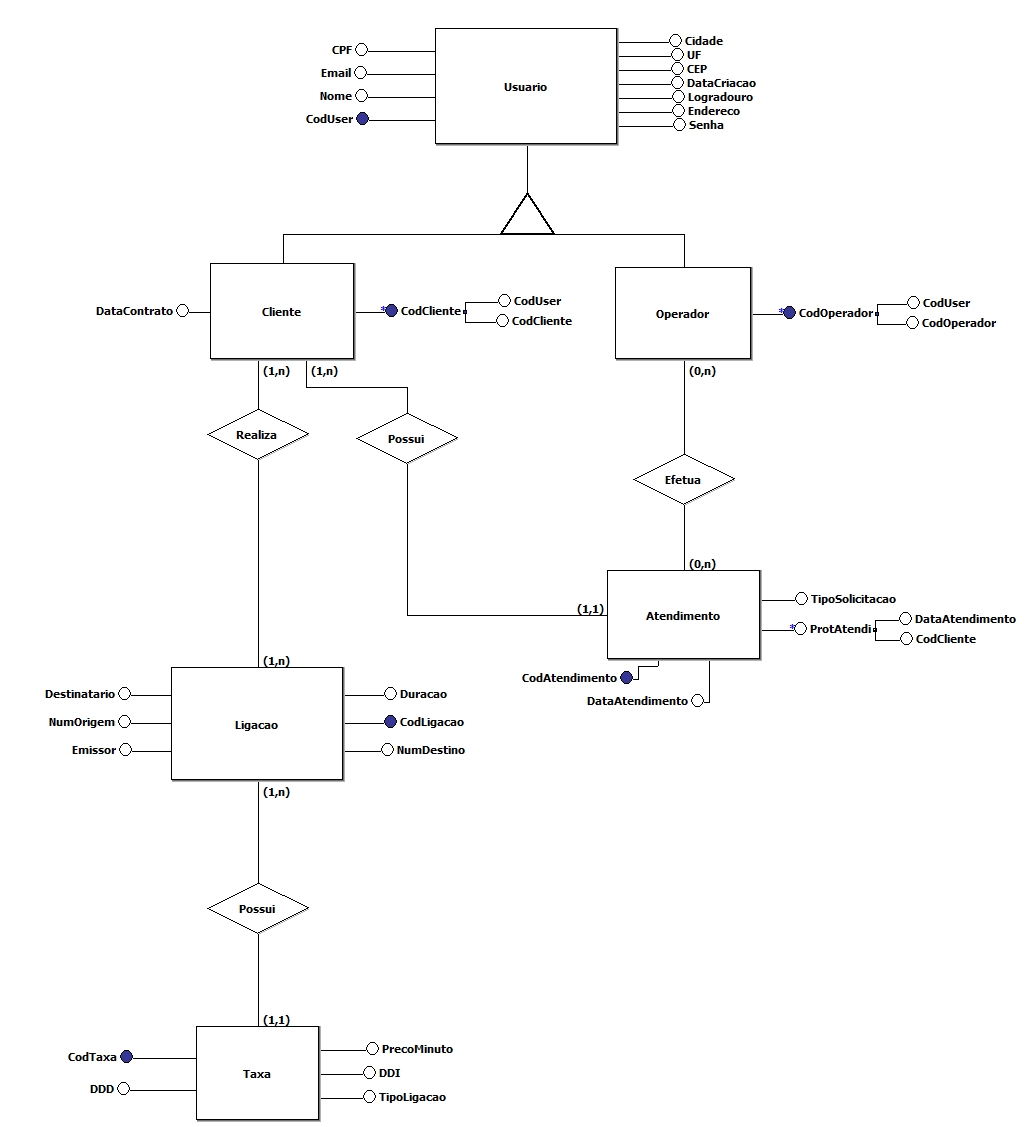 Usuario
CPF
Email
Nome
CodUser
Cidade
UF
CEP
DataCriacao
Logradouro
Endereco
Senha
Cliente
DataContrato
* CodCliente
CodUser
CodCliente
Operador
* CodOperador
CodUser
CodOperador
(1,n)
(1,n)
(0,n)
Realiza
Possui
Efetua
(0,n)
(1,1)
Atendimento
TipoSolicitacao
* ProtAtendi
DataAtendimento
CodCliente
CodAtendimento
DataAtendimento
(1,n)
Ligacao
Destinatario
NumOrigem
Emissor
Duracao
CodLigacao
NumDestino
(1,n)
Possui
(1,1)
Taxa
CodTaxa
DDD
PrecoMinuto
DDI
TipoLigacao